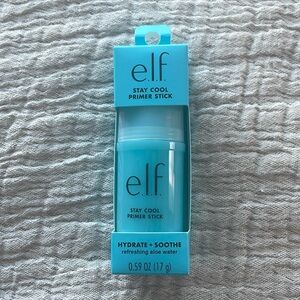 e.l.f.
STAY COOL
PRIMER STICK
e.l.f.
STAY COOL
PRIMER STICK
HYDRATE + SOOTHE
refreshing aloe water
0.59 OZ (17 g)